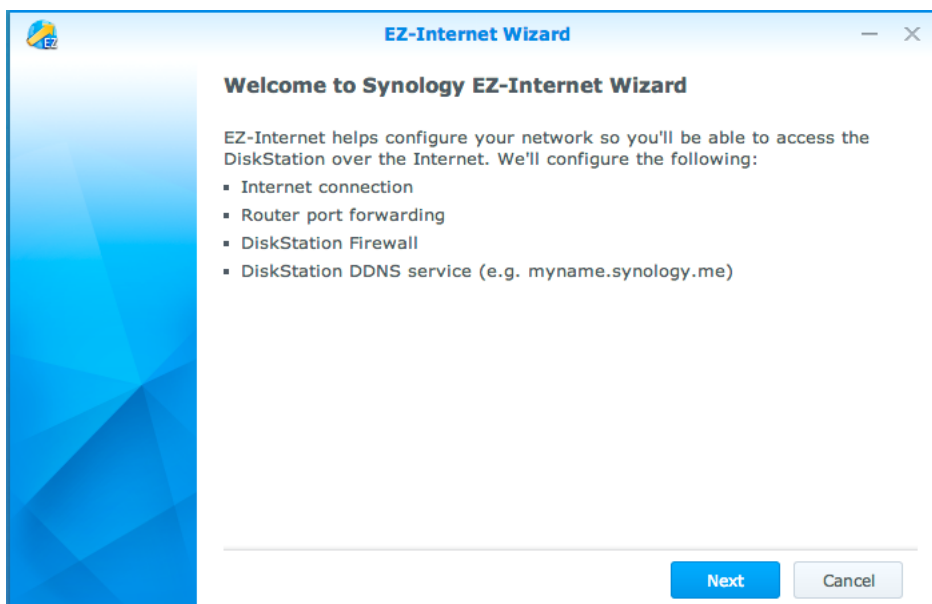 EZ
EZ-Internet Wizard
Welcome to Synology EZ-Internet Wizard
EZ-Internet helps configure your network so you'll be able to access the
DiskStation over the Internet. We'll configure the following:
▪ Internet connection
▪ Router port forwarding
▪ DiskStation Firewall
▪ DiskStation DDNS service (e.g. myname.synology.me)
Next
Cancel